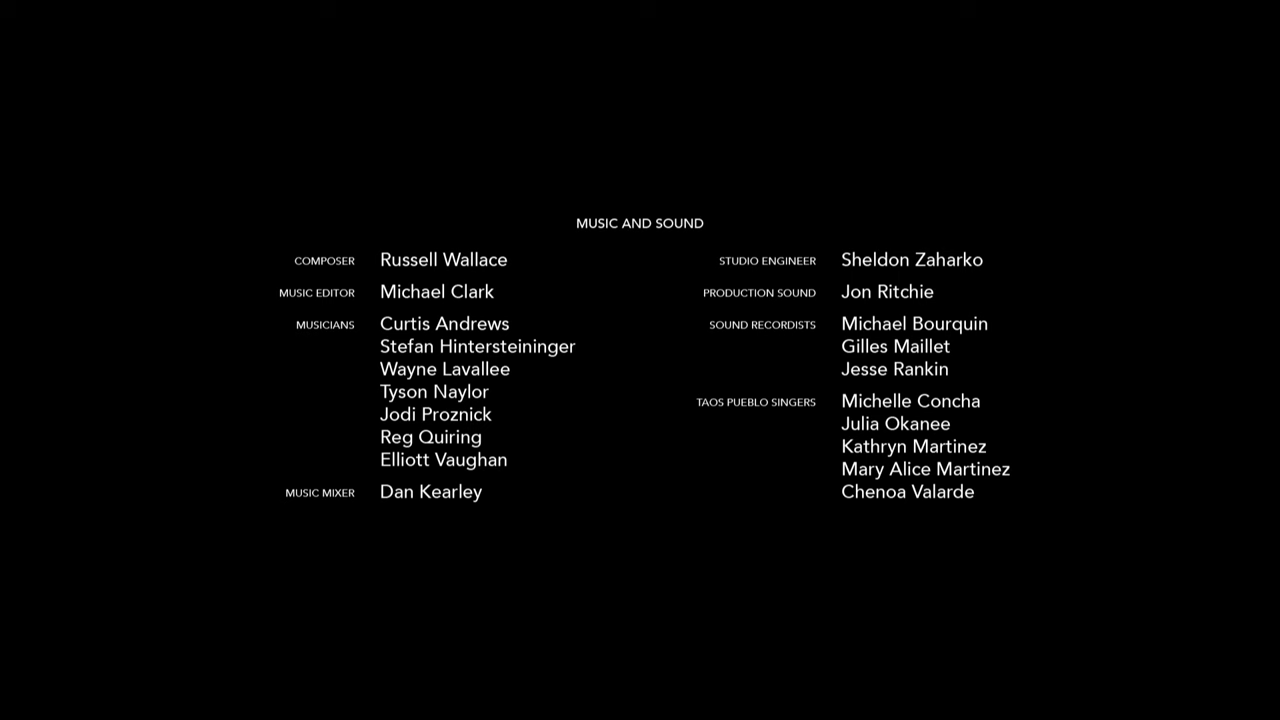 MUSIC AND SOUND
COMPOSER Russell Wallace
MUSIC EDITOR Michael Clark
MUSICIANS Curtis Andrews
Stefan Hintersteininger
Wayne Lavallee
Tyson Naylor
Jodi Proznick
Reg Quiring
Elliott Vaughan
MUSIC MIXER Dan Kearley
STUDIO ENGINEER Sheldon Zaharko
PRODUCTION SOUND Jon Ritchie
SOUND RECORDISTS Michael Bourquin
Gilles Maillet
Jesse Rankin
TAOS PUEBLO SINGERS Michelle Concha
Julia Okanee
Kathryn Martinez
Mary Alice Martinez
Chenoa Valarde